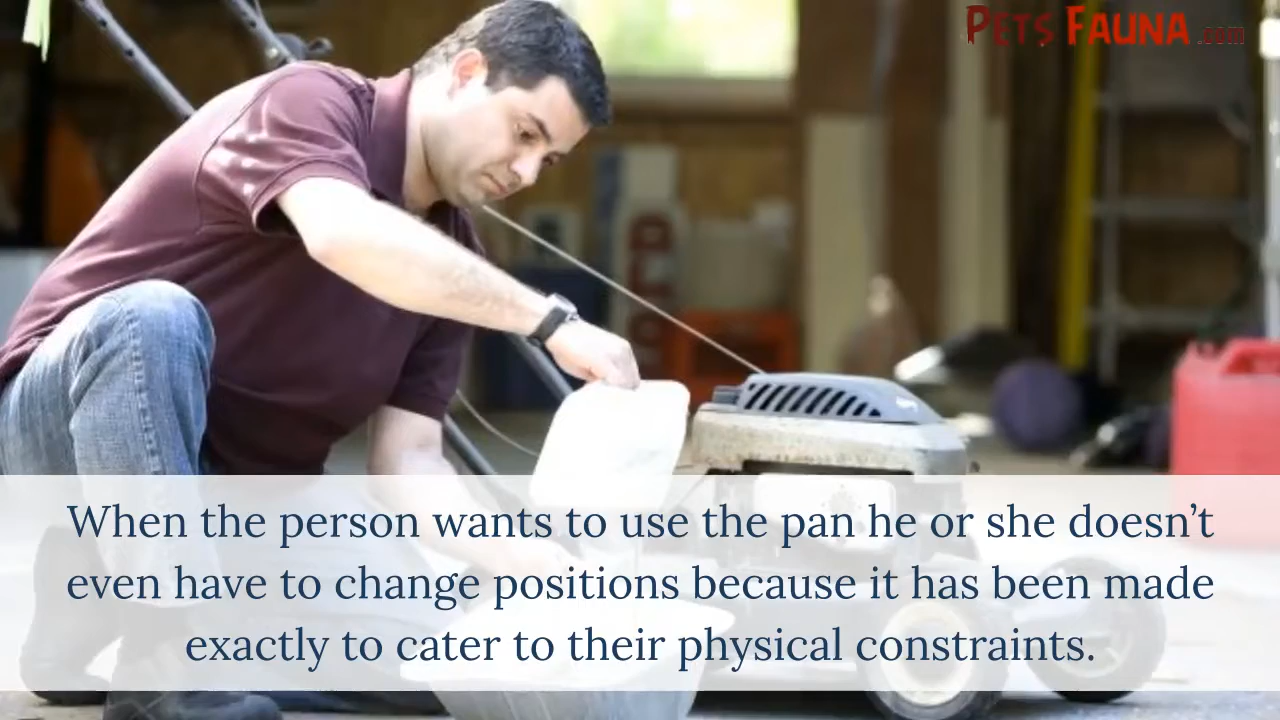 PETS FAUNA.com
When the person wants to use the pan he or she doesn’t
even have to change positions because it has been made
exactly to cater to their physical constraints.